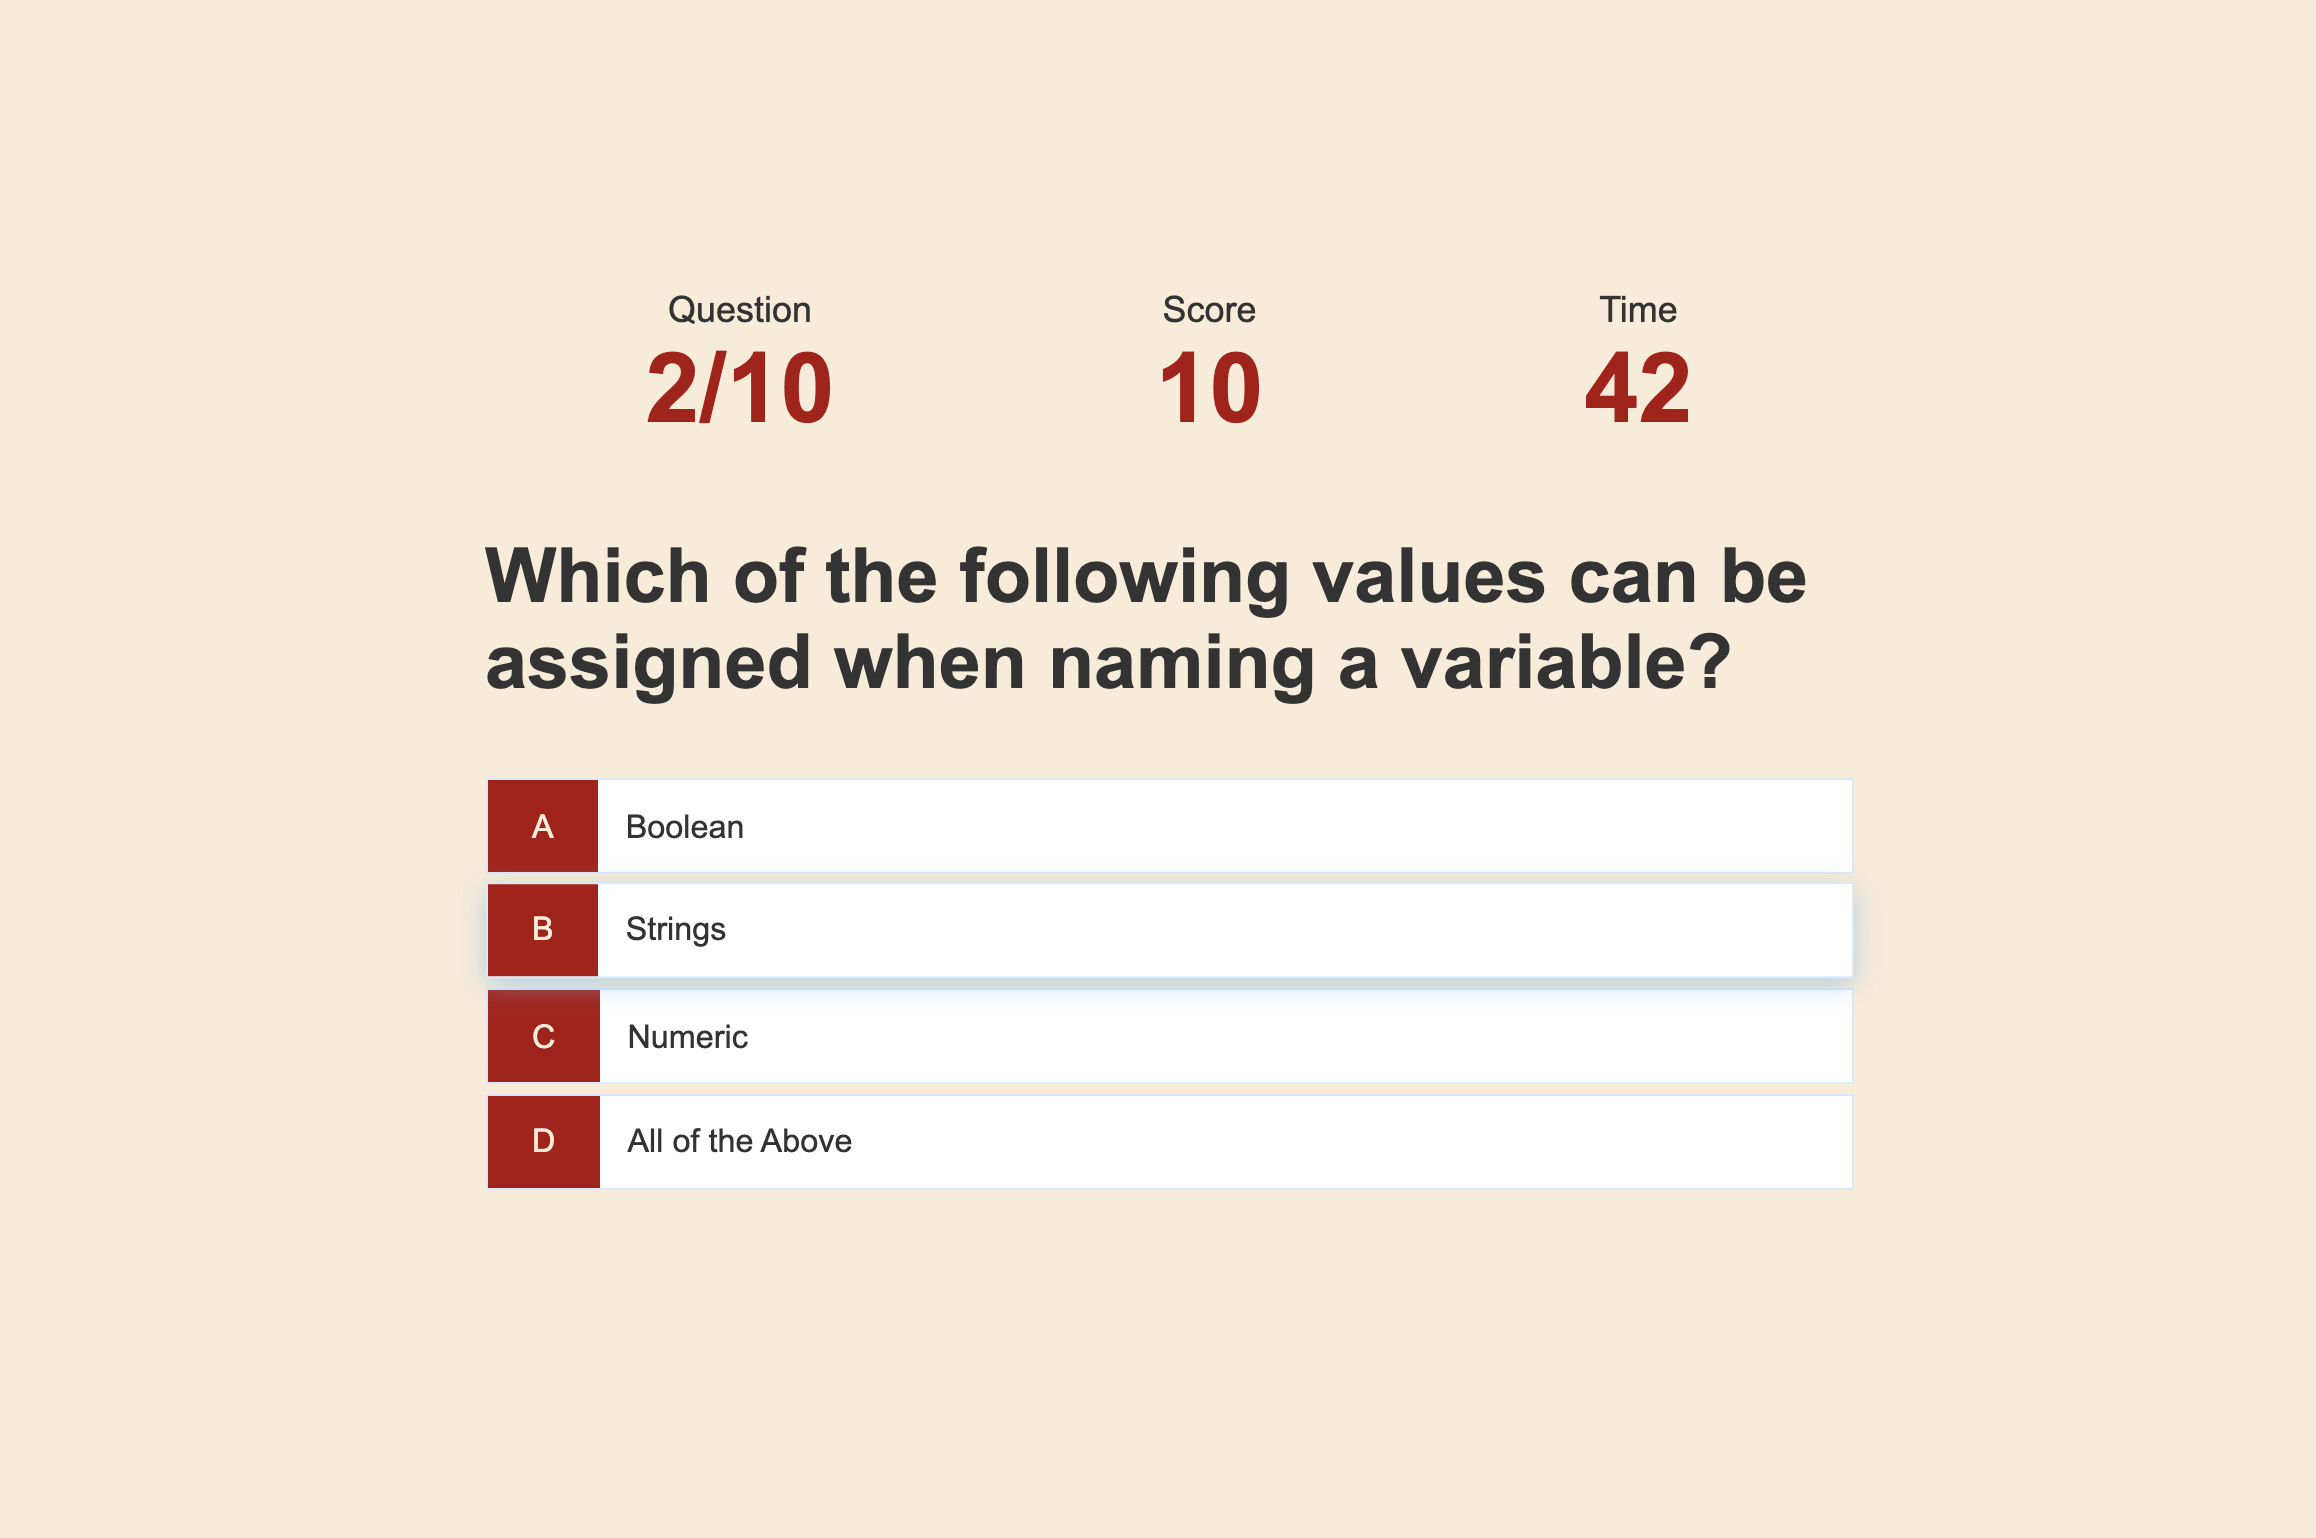 Question
Score
Time
2/10
10
42
Which of the following values can be
assigned when naming a variable?
A
Boolean
B
Strings
C
Numeric
D
All of the Above